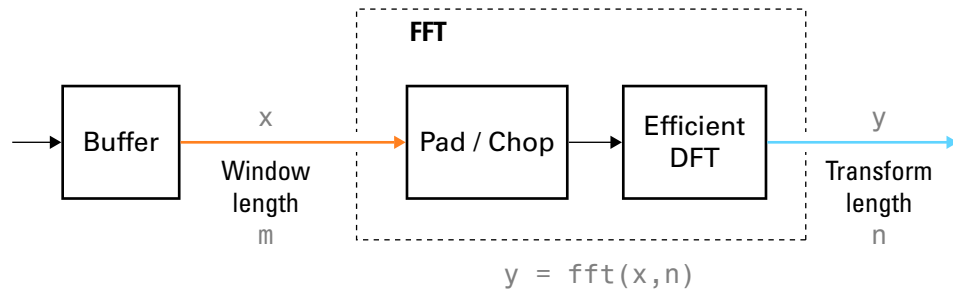 FFT
Buffer
x
Window
length
m
Pad / Chop
Efficient
DFT
y
Transform
length
n
y = fft(x,n)